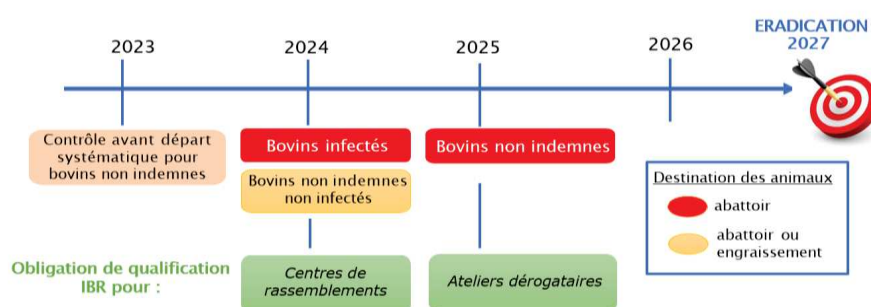 ERADICATION
2027
2023
2024
2025
2026
Contrôle avant départ
systématique pour
bovins non indemnes
Bovins infectés
Bovins non indemnes
Bovins non indemnes
non infectés
Destination des animaux
abattoir
abattoir ou
engraissement
Obligation de qualification
IBR pour :
Centres de
rassemblements
Ateliers dérogataires